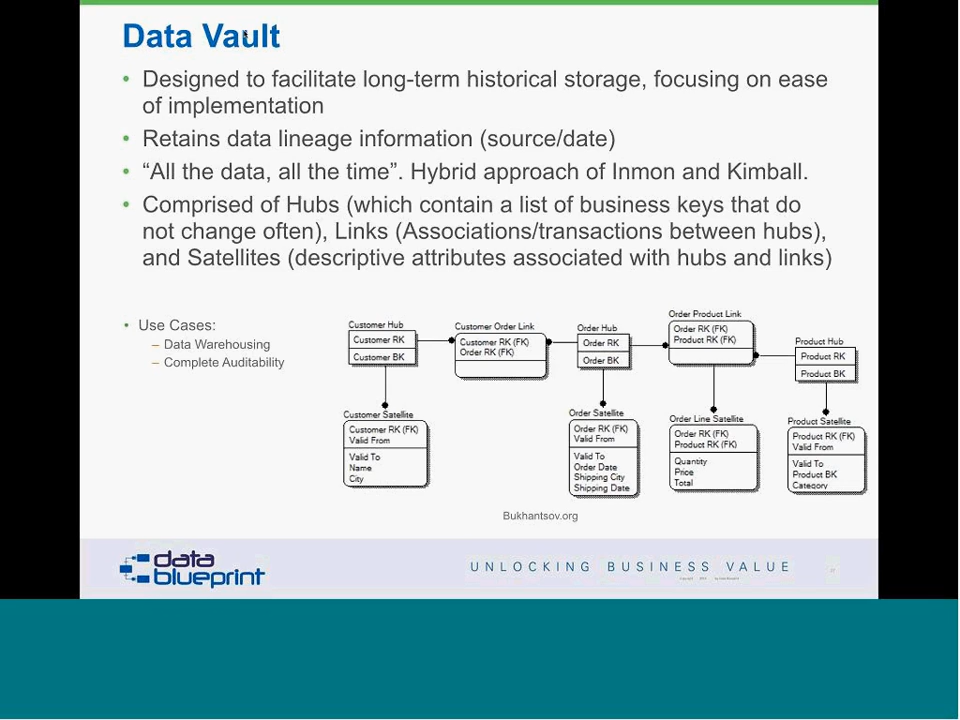 Data Vault
• Designed to facilitate long-term historical storage, focusing on ease
of implementation
• Retains data lineage information (source/date)
• “All the data, all the time”. Hybrid approach of Inmon and Kimball.
• Comprised of Hubs (which contain a list of business keys that do
not change often), Links (Associations/transactions between hubs),
and Satellites (descriptive attributes associated with hubs and links)
• Use Cases:
– Data Warehousing
– Complete Auditability
Customer Hub
Customer RK
Customer BK
Customer Order Link
Customer RK (FK)
Order RK (FK)
Order Hub
Order RK
Order BK
Order Product Link
Order RK (FK)
Product RK (FK)
Product Hub
Product RK
Product BK
Customer Satellite
Customer RK (FK)
Valid From
Valid To
Name
City
Order Satellite
Order RK (FK)
Valid From
Valid To
Order Date
Shipping City
Shipping Date
Order Line Satellite
Order RK (FK)
Product RK (FK)
Quantity
Price
Total
Product Satellite
Product RK (FK)
Valid From
Valid To
Product BK
Category
Bukhantsov.org
data
blueprint
UNLOCKING BUSINESS VALUE